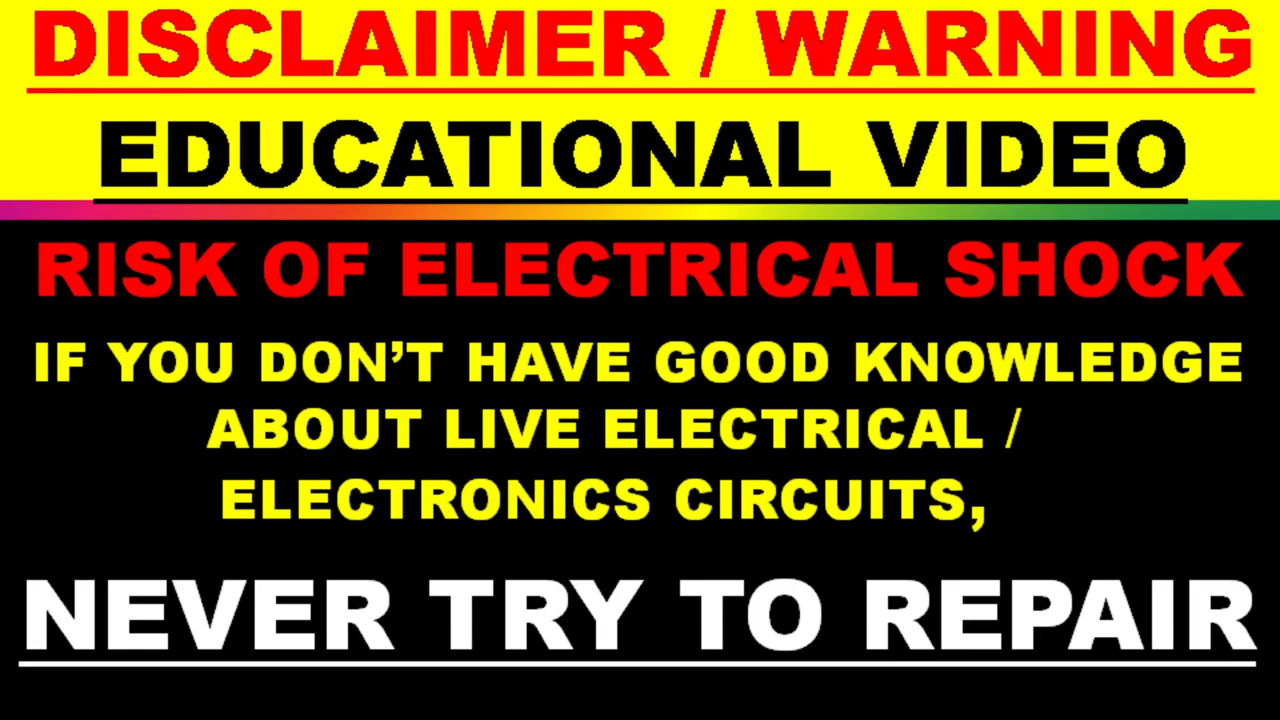 DISCLAIMER / WARNING
EDUCATIONAL VIDEO
RISK OF ELECTRICAL SHOCK
IF YOU DON’T HAVE GOOD KNOWLEDGE
ABOUT LIVE ELECTRICAL /
ELECTRONICS CIRCUITS,
NEVER TRY TO REPAIR